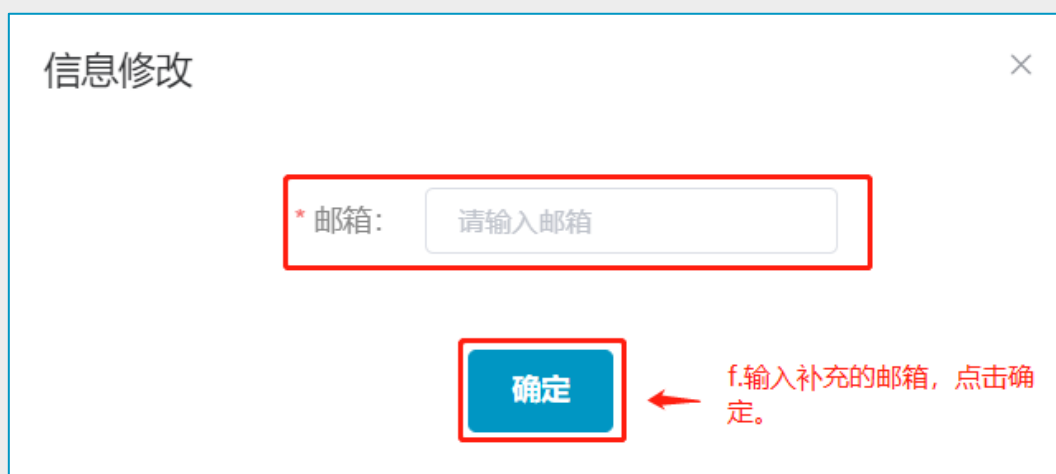 信息修改
* 邮箱：
请输入邮箱
确定
f.输入补充的邮箱，点击确
定。